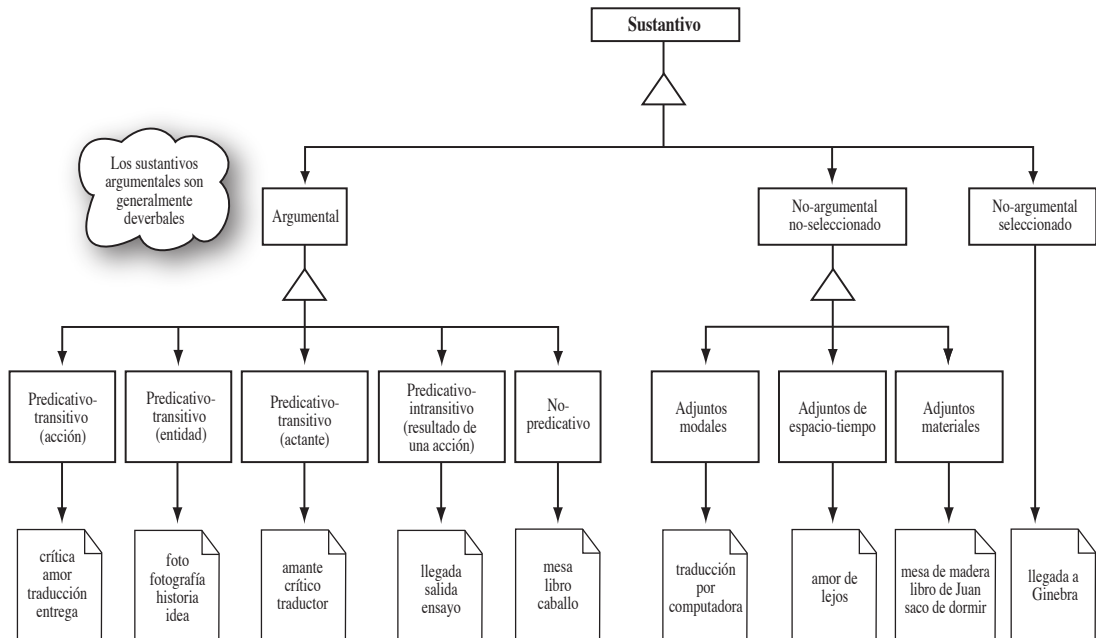 Sustantivo
Los sustantivos
argumentales son
generalmente
deverbales
Argumental
No-argumental
no-seleccionado
No-argumental
seleccionado
Predicativo-
transitivo
(acción)
Predicativo-
transitivo
(entidad)
Predicativo-
transitivo
(actante)
Predicativo-
intransitivo
(resultado de
una acción)
No-
predicativo
Adjuntos
modales
Adjuntos de
espacio-tiempo
Adjuntos
materiales
crítica
amor
traducción
entrega
foto
fotografía
historia
idea
amante
crítico
traductor
llegada
salida
ensayo
mesa
libro
caballo
traducción
por
computadora
amor de
lejos
mesa de madera
libro de Juan
saco de dormir
llegada a
Ginebra